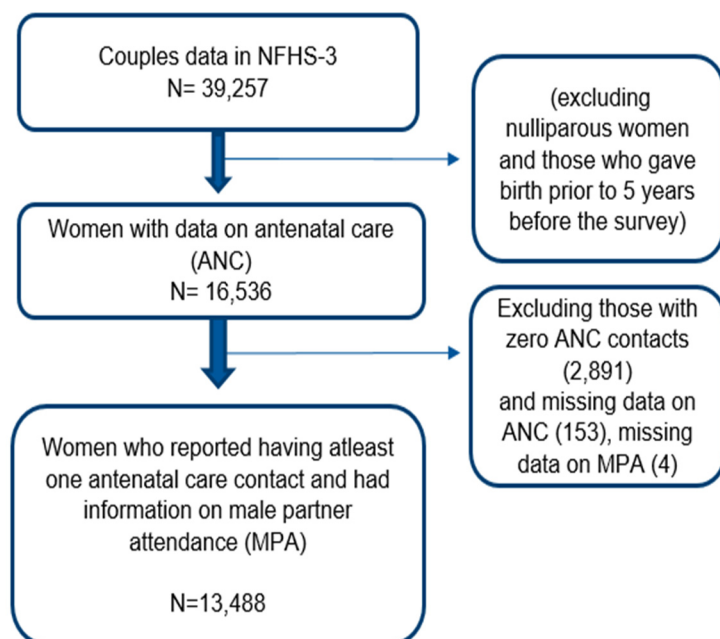 Couples data in NFHS-3
N= 39,257
(excluding
nulliparous women
and those who gave
birth prior to 5 years
before the survey)
Women with data on antenatal care
(ANC)
N= 16,536
Excluding those with
zero ANC contacts
(2,891)
and missing data on
ANC (153), missing
data on MPA (4)
Women who reported having atleast
one antenatal care contact and had
information on male partner
attendance (MPA)
N=13,488